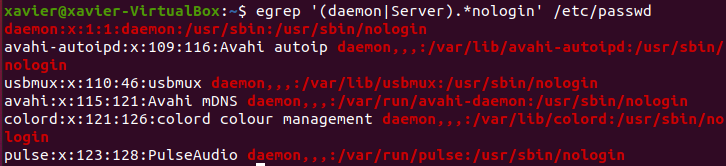 xavier@xavier-VirtualBox:~$ egrep '(daemon|Server).*nologin' /etc/passwd
daemon:x:1:1:daemon:/usr/sbin:/usr/sbin/nologin
avahi-autoipd:x:109:116:Avahi autoip daemon,,,:/var/lib/avahi-autoipd:/usr/sbin/
nologin
usbmux:x:110:46:usbmux daemon,,,:/var/lib/usbmux:/usr/sbin/nologin
avahi:x:115:121:Avahi mDNS daemon,,,:/var/run/avahi-daemon:/usr/sbin/nologin
colord:x:121:126:colord colour management daemon,,,:/var/lib/colord:/usr/sbin/no
login
pulse:x:123:128:PulseAudio daemon,,,:/var/run/pulse:/usr/sbin/nologin